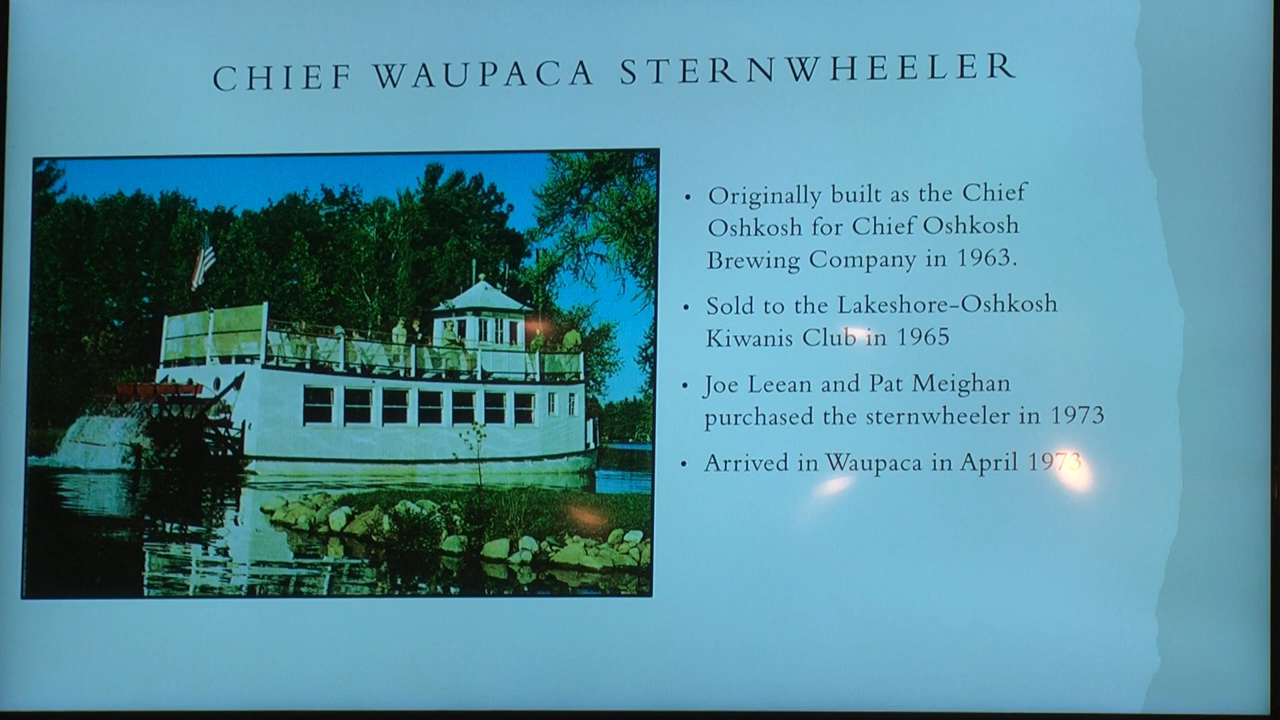 CHIEF WAUPACA STERNWHEELER
• Originally built as the Chief
Oshkosh for Chief Oshkosh
Brewing Company in 1963.
• Sold to the Lakeshore-Oshkosh
Kiwanis Club in 1965
• Joe Leean and Pat Meighan
purchased the sternwheeler in 1973
• Arrived in Waupaca in April 1973